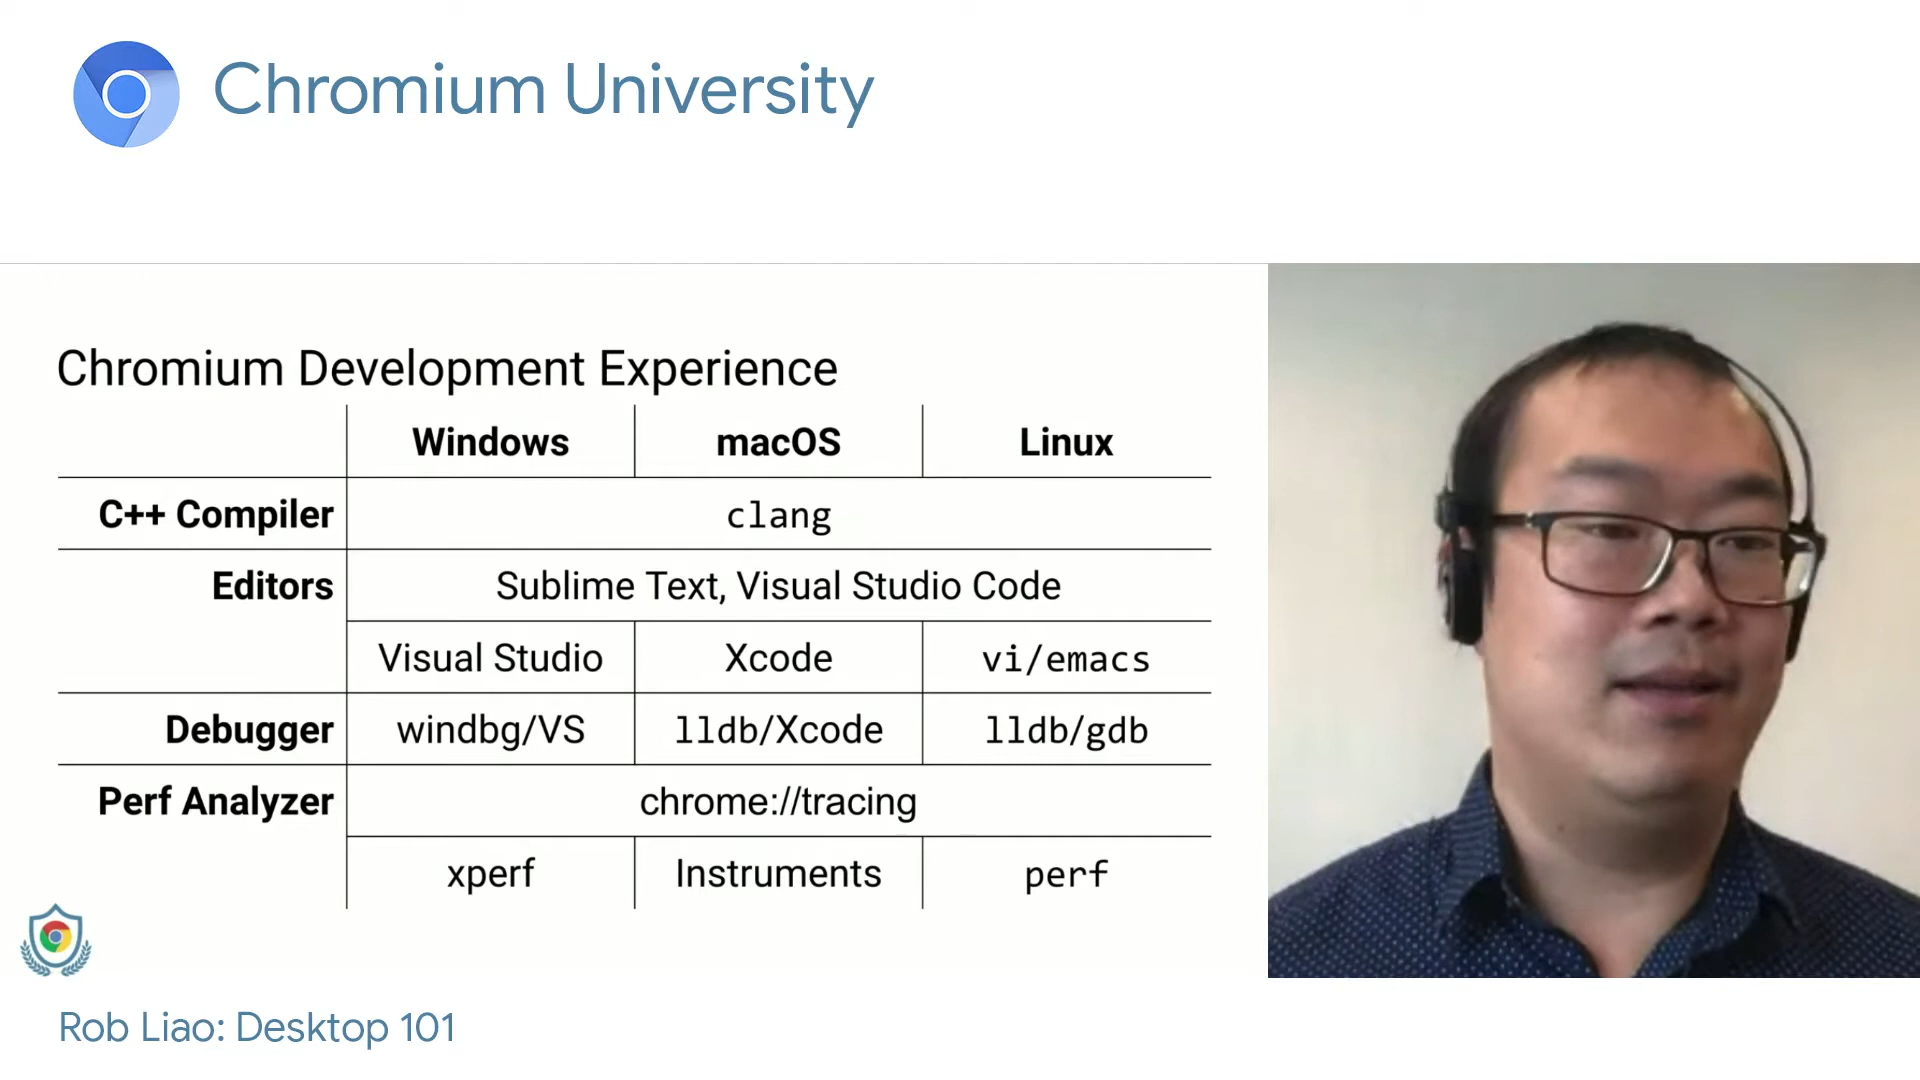 Chromium University
Chromium Development Experience
Windows macOS Linux
C++ Compiler clang
Editors Sublime Text, Visual Studio Code
Visual Studio Xcode vi/emacs
Debugger windbg/VS lldb/Xcode lldb/gdb
Perf Analyzer chrome://tracing
xperf Instruments perf
Rob Liao: Desktop 101